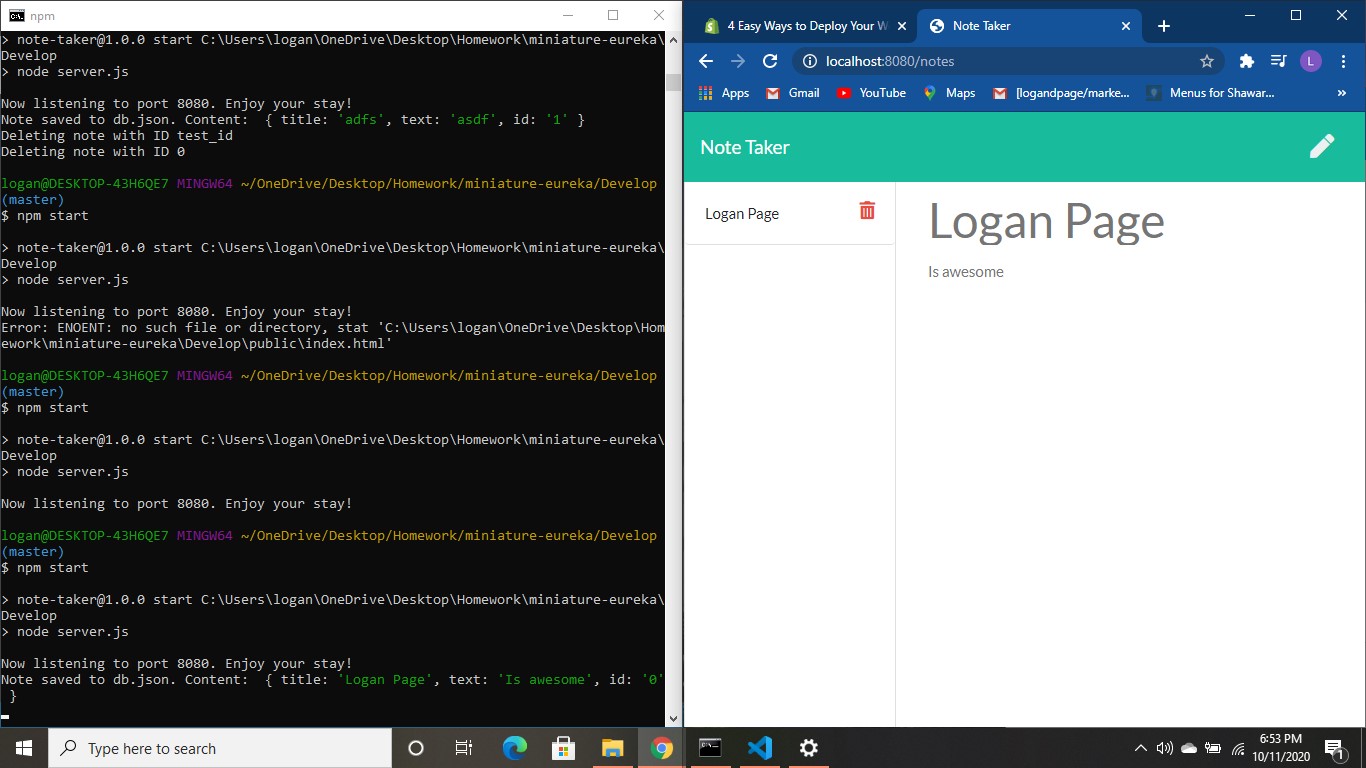 npm
> note-taker@1.0.0 start C:\Users\logan\OneDrive\Desktop\Homework\miniature-eureka\
Develop
> node server.js
Now listening to port 8080. Enjoy your stay!
Note saved to db.json. Content:  { title: 'adfs', text: 'asdf', id: '1' }
Deleting note with ID test_id
Deleting note with ID 0
logan@DESKTOP-43H6QE7 MINGW64 ~/OneDrive/Desktop/Homework/miniature-eureka/Develop
(master)
$ npm start
> note-taker@1.0.0 start C:\Users\logan\OneDrive\Desktop\Homework\miniature-eureka\
Develop
> node server.js
Now listening to port 8080. Enjoy your stay!
Error: ENOENT: no such file or directory, stat 'C:\Users\logan\OneDrive\Desktop\Hom
ework\miniature-eureka\Develop\public\index.html'
logan@DESKTOP-43H6QE7 MINGW64 ~/OneDrive/Desktop/Homework/miniature-eureka/Develop
(master)
$ npm start
> note-taker@1.0.0 start C:\Users\logan\OneDrive\Desktop\Homework\miniature-eureka\
Develop
> node server.js
Now listening to port 8080. Enjoy your stay!
logan@DESKTOP-43H6QE7 MINGW64 ~/OneDrive/Desktop/Homework/miniature-eureka/Develop
(master)
$ npm start
> note-taker@1.0.0 start C:\Users\logan\OneDrive\Desktop\Homework\miniature-eureka\
Develop
> node server.js
Now listening to port 8080. Enjoy your stay!
Note saved to db.json. Content:  { title: 'Logan Page', text: 'Is awesome', id: '0'
 }
4 Easy Ways to Deploy Your W
Note Taker
localhost:8080/notes
L
Apps Gmail YouTube Maps [logandpage/marke... Menus for Shawar... »
Note Taker
Logan Page
Logan Page
Is awesome
Type here to search
6:53 PM
10/11/2020
1